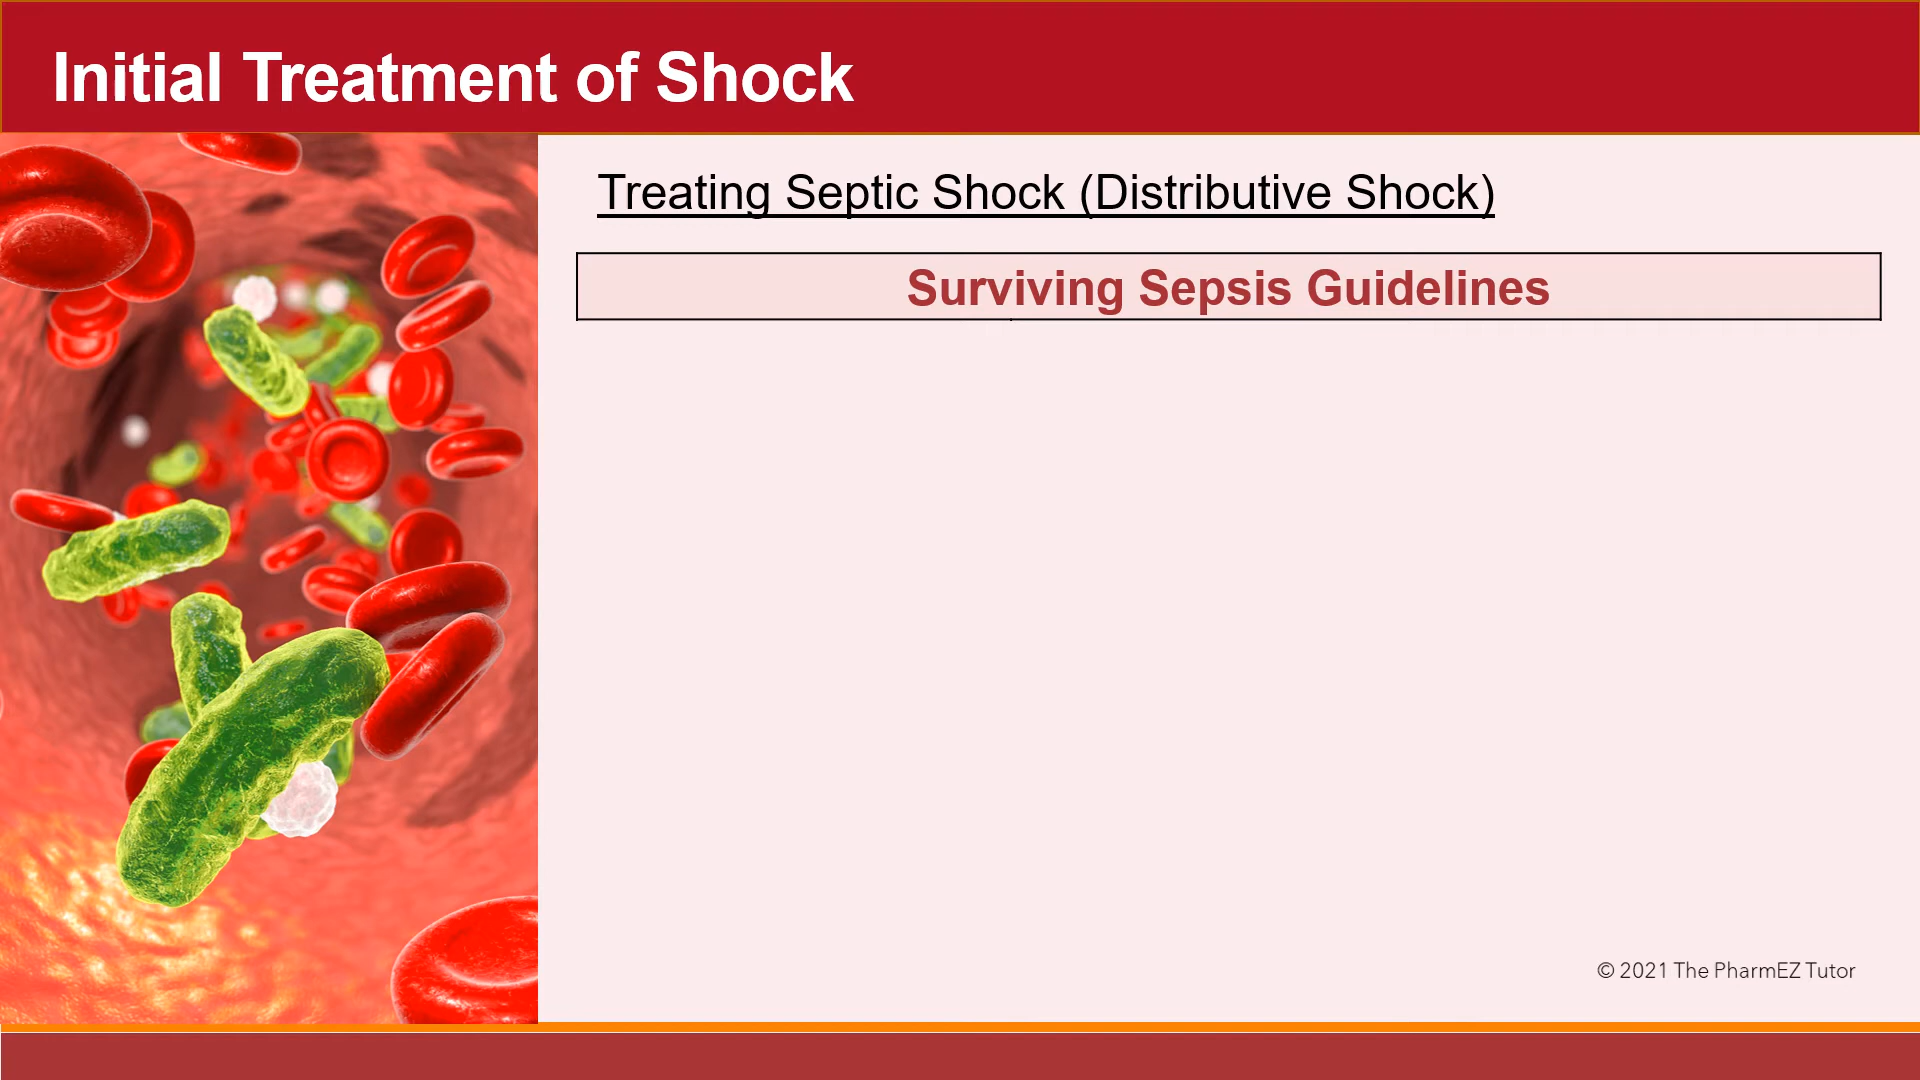 Initial Treatment of Shock
Treating Septic Shock (Distributive Shock)
Surviving Sepsis Guidelines
© 2021 The PharmEZ Tutor